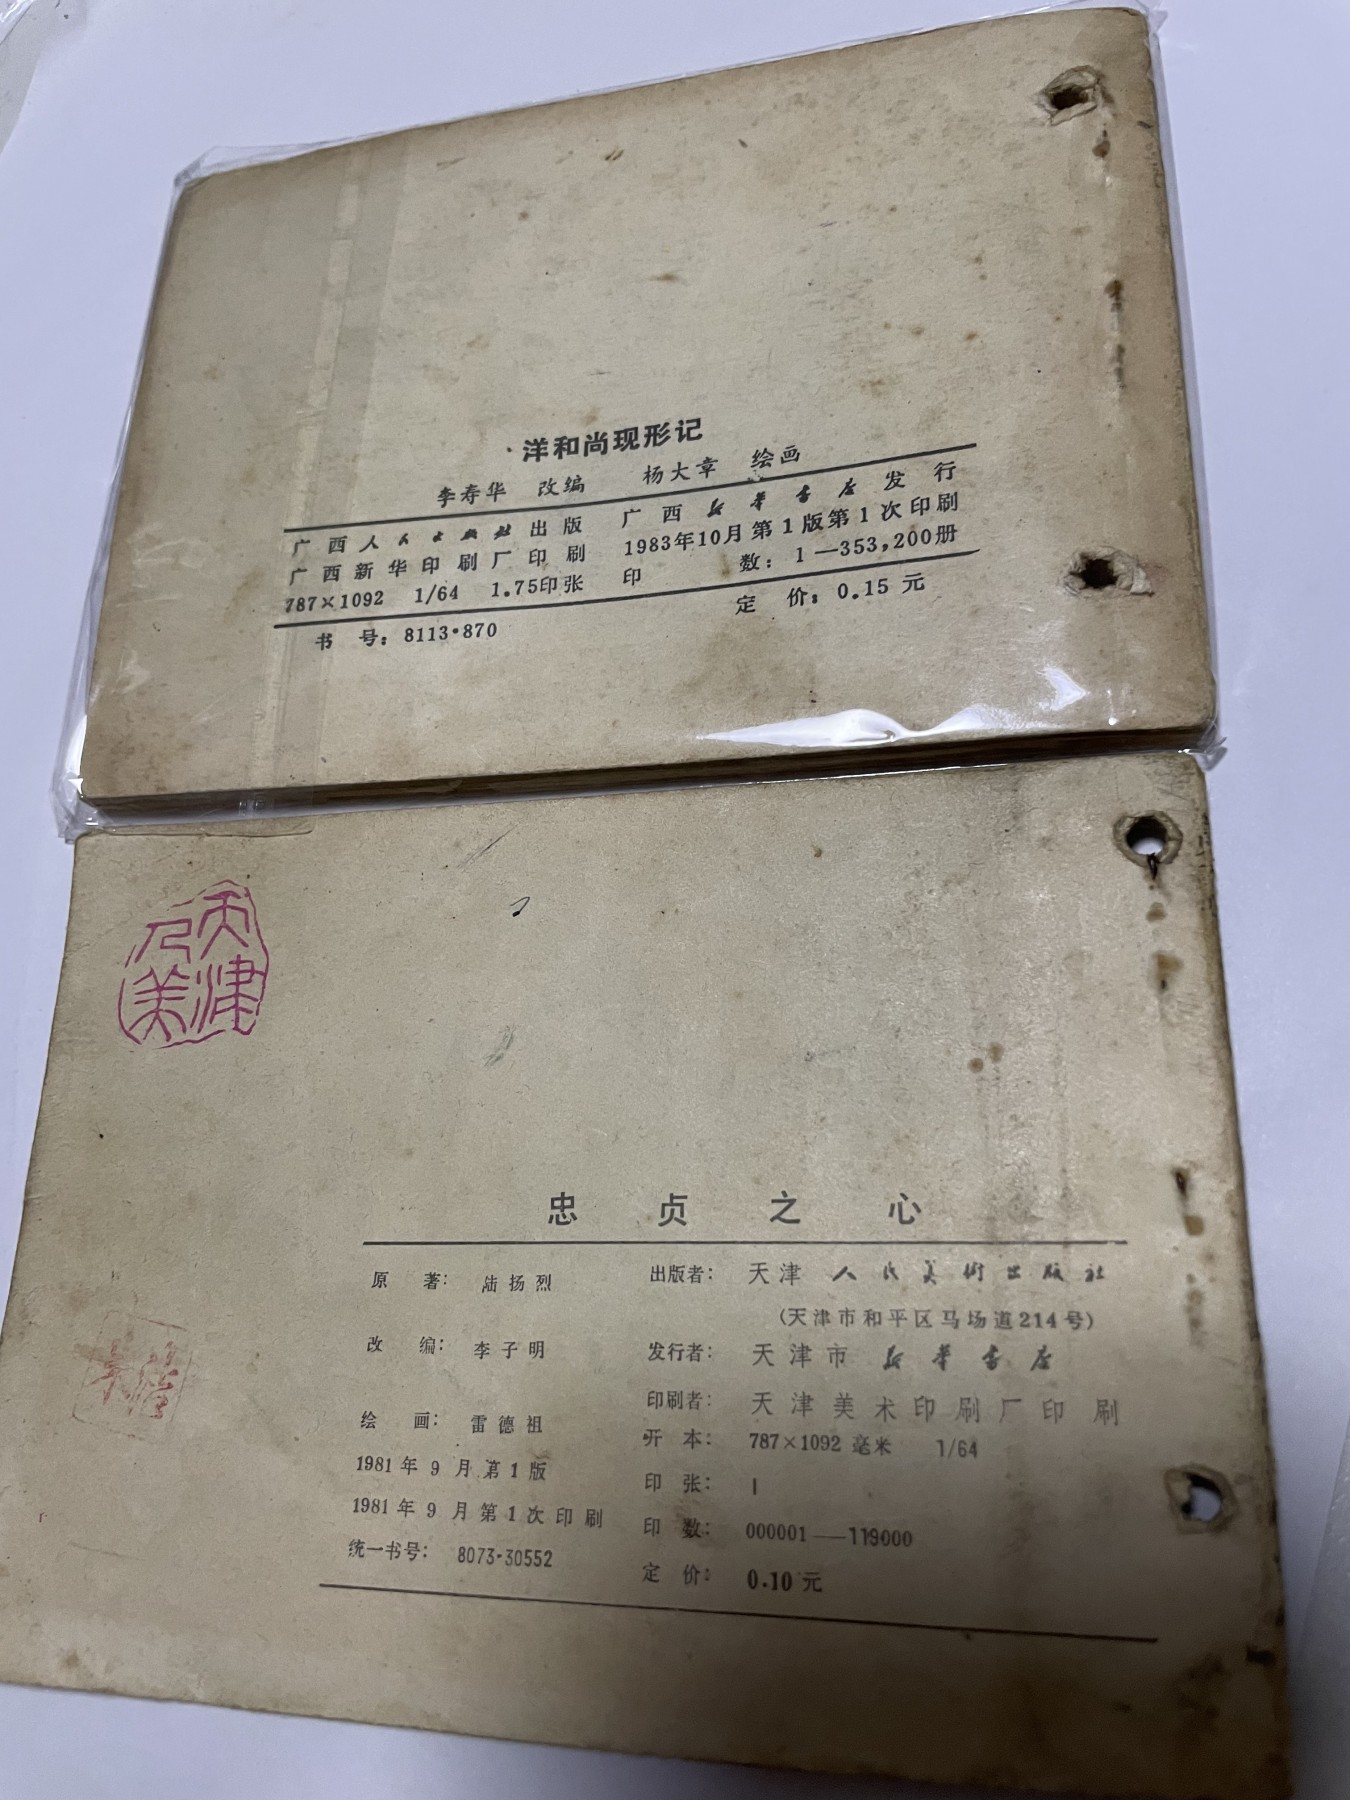 洋和尚现形记
李寿华 改编 杨大章 绘画
广西人民出版社出版 广西新华书店发行
广西新华印刷厂印刷 1983年10月第1版第1次印刷
787×1092 1/64 1.75印张 印 数：1—353,200册
书 号：8113·870 定 价：0.15 元
天津
人美
忠贞之心
原 著： 陆扬烈 出版者： 天津人民美術出版社
(天津市和平区马场道214号)
改 编： 李子明 发行者： 天津市新华書店
印刷者： 天津美术印刷厂印刷
绘 画： 雷德祖 开 本： 787×1092 毫米 1/64
1981年9月第1版 印 张： 1
1981年9月第1次印刷 印 数： 000001—119000
统一书号： 8073·30552 定 价： 0.10 元